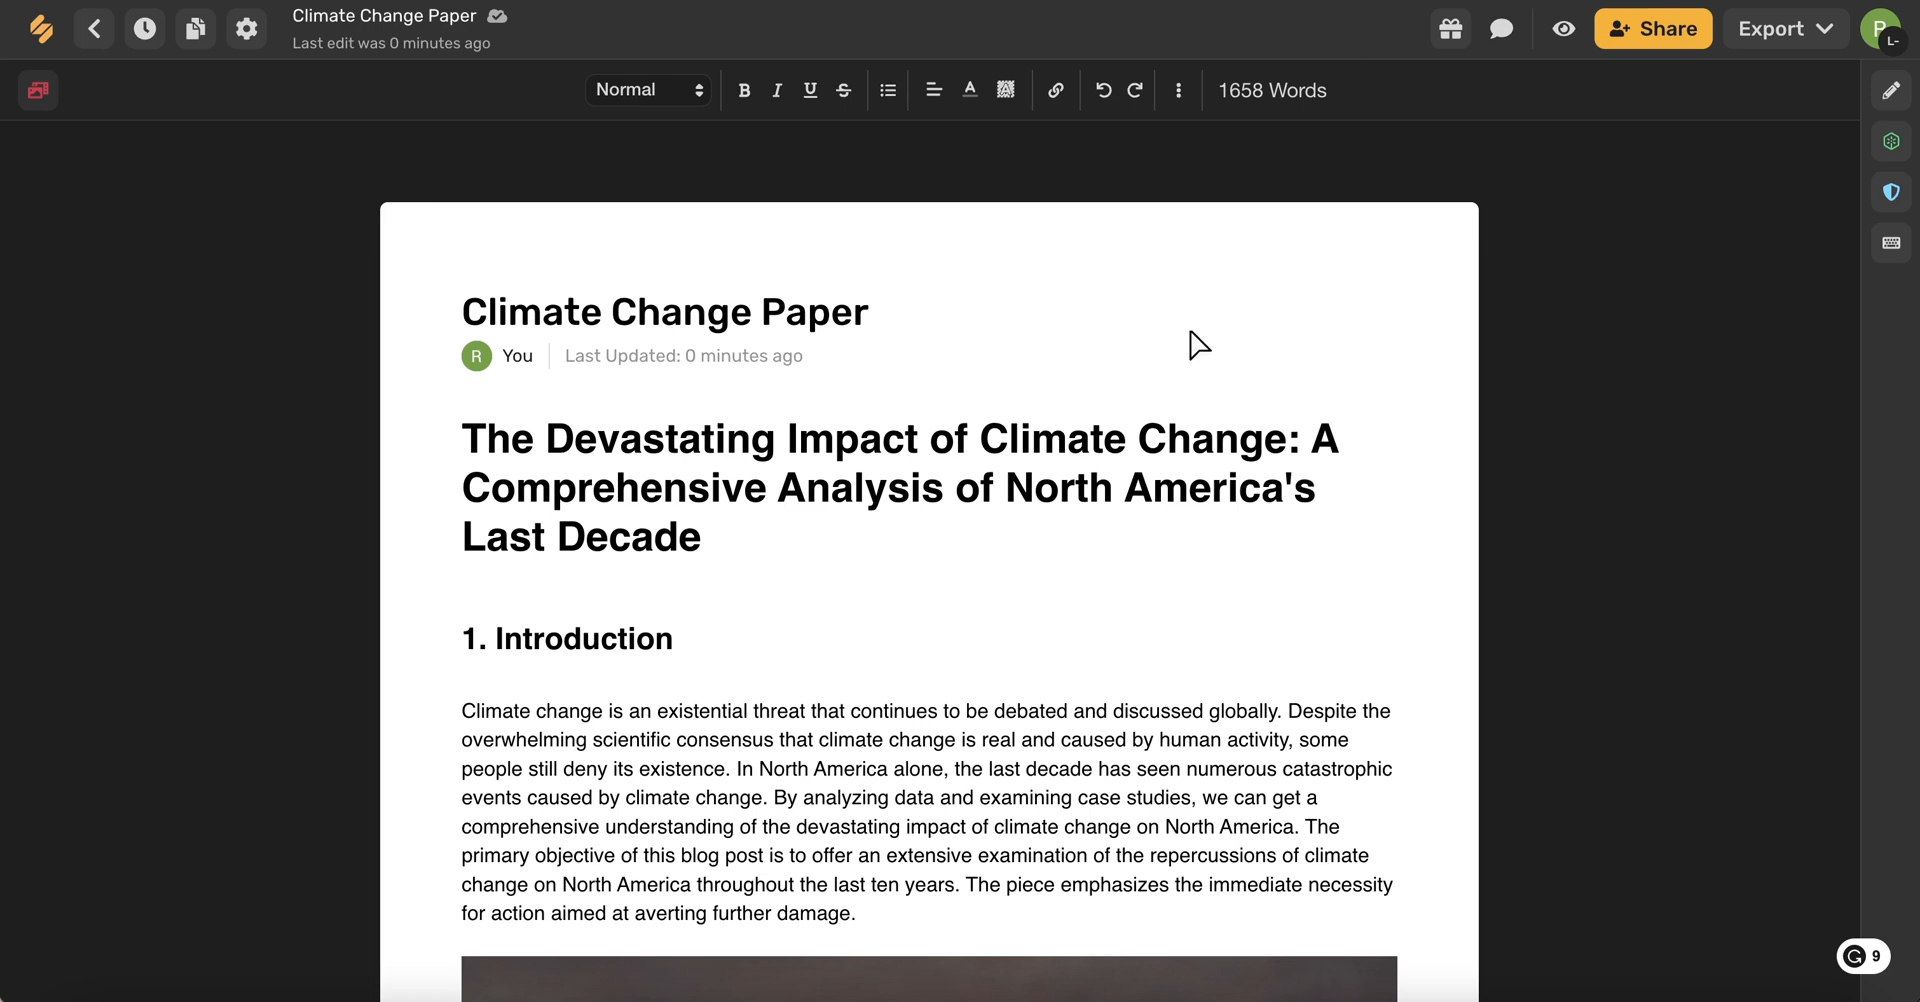 Climate Change Paper
Last edit was 0 minutes ago
Share
Export
R
L-
Normal
B I U S
A
1658 Words
Climate Change Paper
R You Last Updated: 0 minutes ago
The Devastating Impact of Climate Change: A
Comprehensive Analysis of North America's
Last Decade
1. Introduction
Climate change is an existential threat that continues to be debated and discussed globally. Despite the
overwhelming scientific consensus that climate change is real and caused by human activity, some
people still deny its existence. In North America alone, the last decade has seen numerous catastrophic
events caused by climate change. By analyzing data and examining case studies, we can get a
comprehensive understanding of the devastating impact of climate change on North America. The
primary objective of this blog post is to offer an extensive examination of the repercussions of climate
change on North America throughout the last ten years. The piece emphasizes the immediate necessity
for action aimed at averting further damage.
9